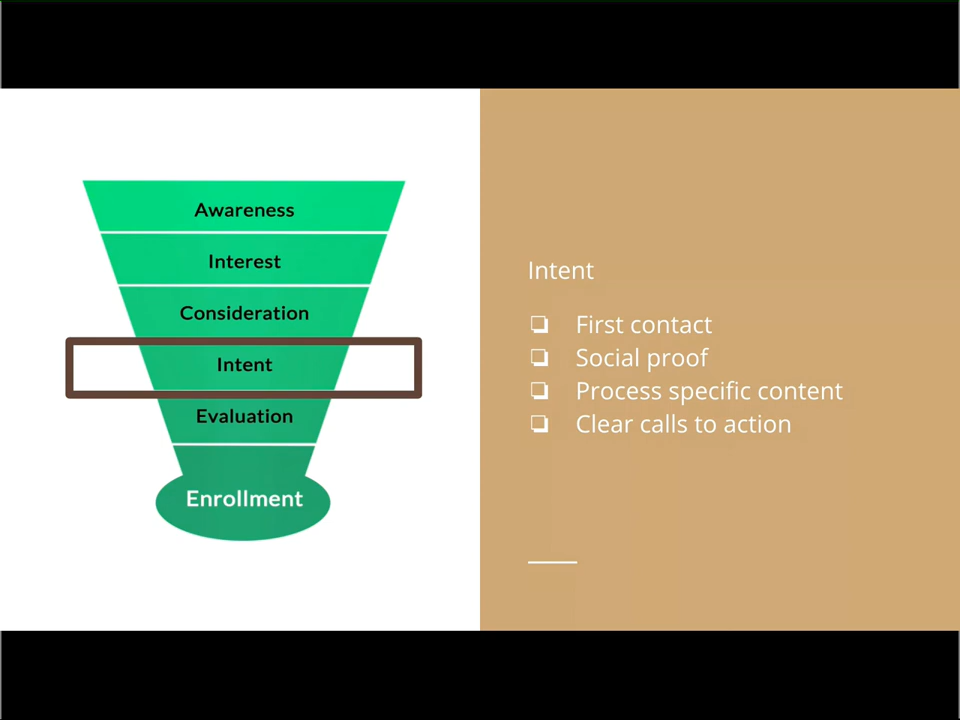 Awareness
Interest
Consideration
Intent
Evaluation
Enrollment
Intent
❏ First contact
❏ Social proof
❏ Process specific content
❏ Clear calls to action